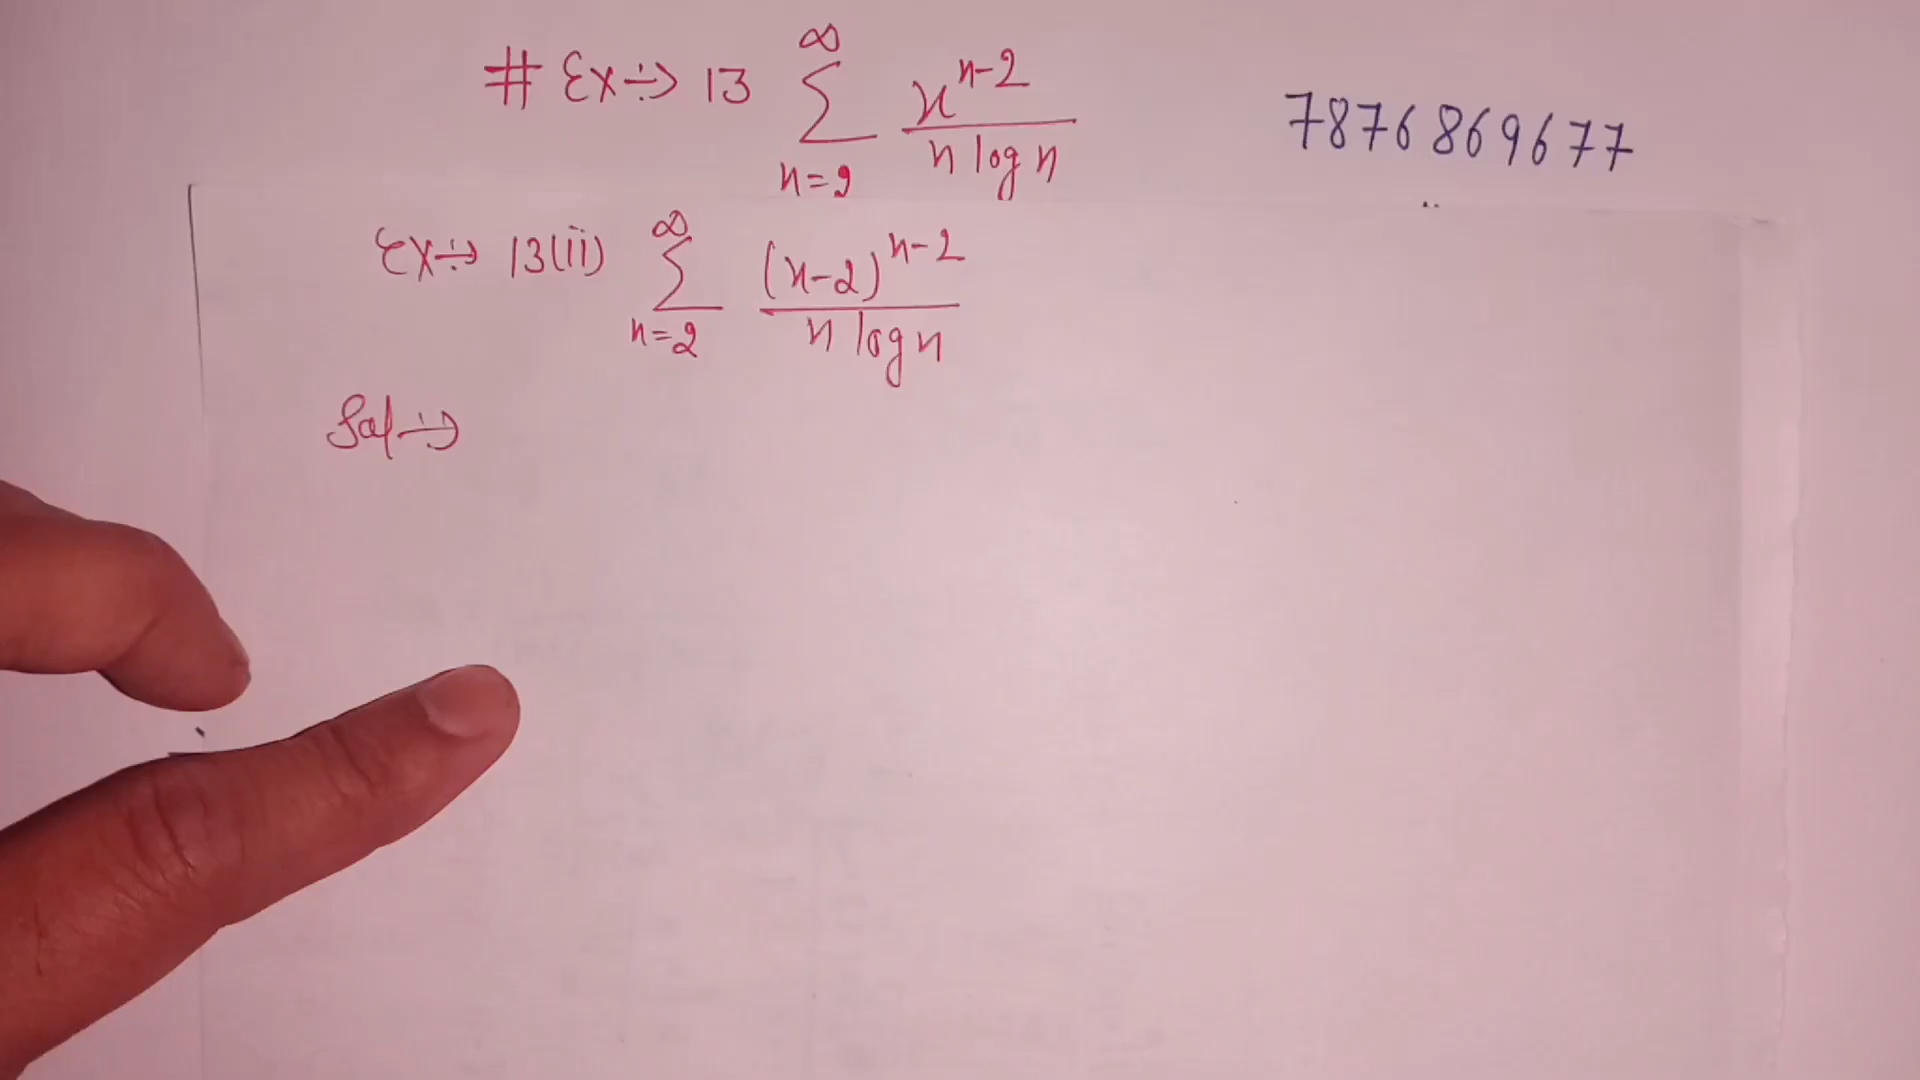 # Ex÷> 13 ∞ ∑ n=2 x^{n-2} / n log n
7876869677
Ex÷> 13(ii) ∞ ∑ n=2 (x-2)^{n-2} / n log n
Sol÷>